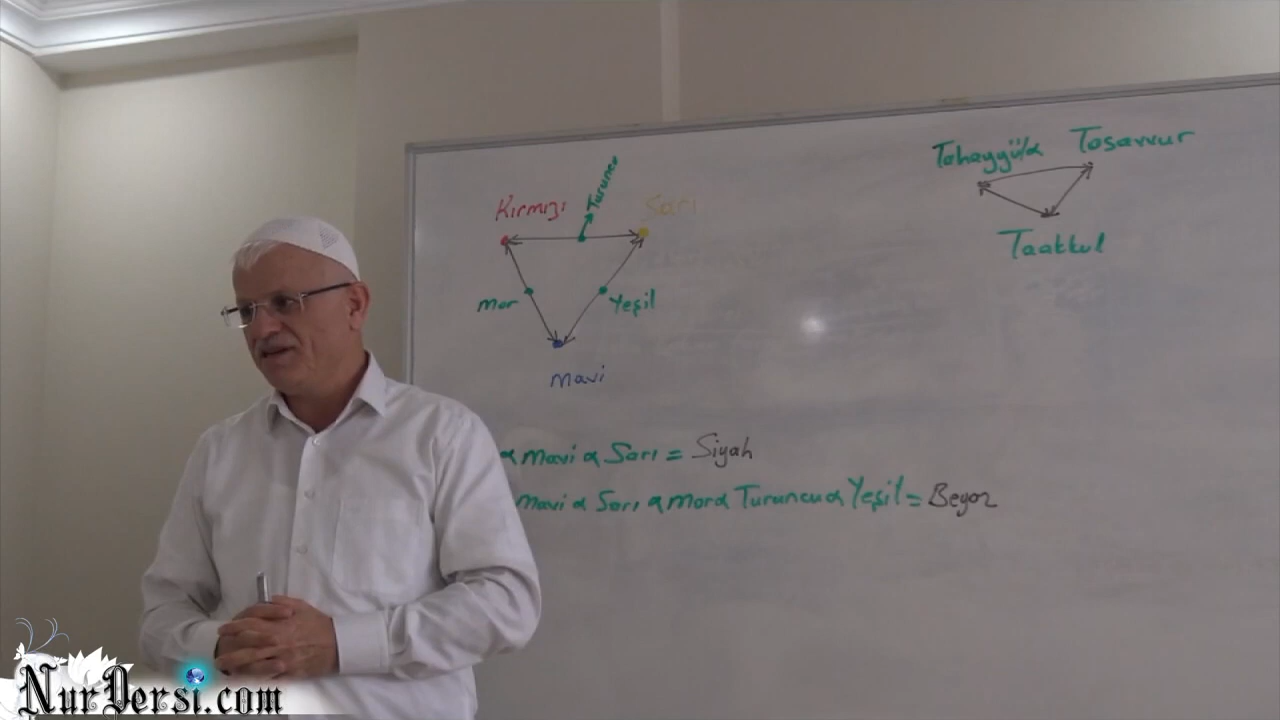 Kırmızı Turuncu Sarı
Mor Yeşil
Mavi
α Mavi α Sarı = Siyah
Mavi α Sarı α Mor α Turuncu α Yeşil = Beyaz
Tahayyül α Tasavvur
Taakkul
NurDersi.com